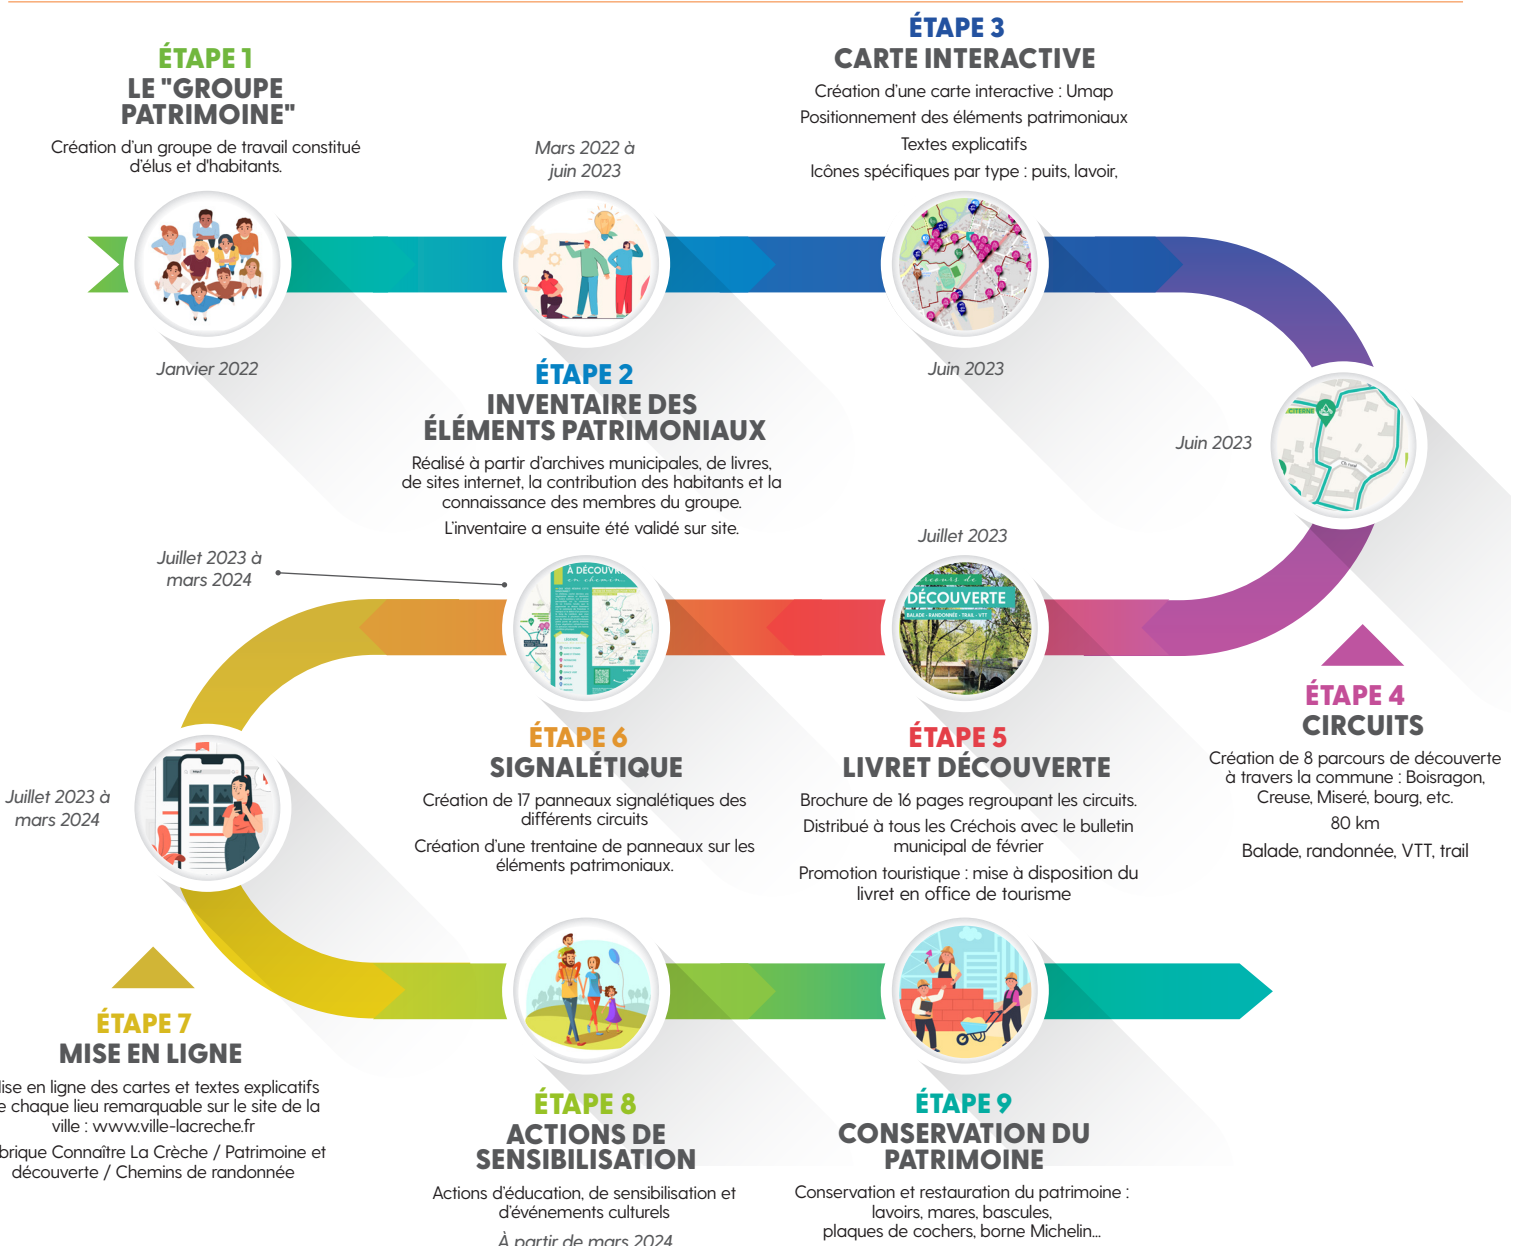 ÉTAPE 1
LE "GROUPE
PATRIMOINE"
Création d'un groupe de travail constitué
d'élus et d'habitants.
Janvier 2022
Mars 2022 à
juin 2023
ÉTAPE 2
INVENTAIRE DES
ÉLÉMENTS PATRIMONIAUX
Réalisé à partir d'archives municipales, de livres,
de sites internet, la contribution des habitants et la
connaissance des membres du groupe.
L'inventaire a ensuite été validé sur site.
ÉTAPE 3
CARTE INTERACTIVE
Création d'une carte interactive : Umap
Positionnement des éléments patrimoniaux
Textes explicatifs
Icônes spécifiques par type : puits, lavoir,
Juin 2023
Juin 2023
CITERNE
ÉTAPE 4
CIRCUITS
Création de 8 parcours de découverte
à travers la commune : Boisragon,
Creuse, Miseré, bourg, etc.
80 km
Balade, randonnée, VTT, trail
Juillet 2023
DÉCOUVERTE
BALADE - RANDONNÉE - TRAIL - VTT
ÉTAPE 5
LIVRET DÉCOUVERTE
Brochure de 16 pages regroupant les circuits.
Distribué à tous les Créchois avec le bulletin
municipal de février
Promotion touristique : mise à disposition du
livret en office de tourisme
Juillet 2023 à
mars 2024
À DÉCOUVR
en chemin
ÉTAPE 6
SIGNALÉTIQUE
Création de 17 panneaux signalétiques des
différents circuits
Création d'une trentaine de panneaux sur les
éléments patrimoniaux.
Juillet 2023 à
mars 2024
ÉTAPE 7
MISE EN LIGNE
ise en ligne des cartes et textes explicatifs
e chaque lieu remarquable sur le site de la
ville : www.ville-lacreche.fr
brique Connaître La Crèche / Patrimoine et
découverte / Chemins de randonnée
ÉTAPE 8
ACTIONS DE
SENSIBILISATION
Actions d'éducation, de sensibilisation et
d'événements culturels
À partir de mars 2024
ÉTAPE 9
CONSERVATION DU
PATRIMOINE
Conservation et restauration du patrimoine :
lavoirs, mares, bascules,
plaques de cochers, borne Michelin...